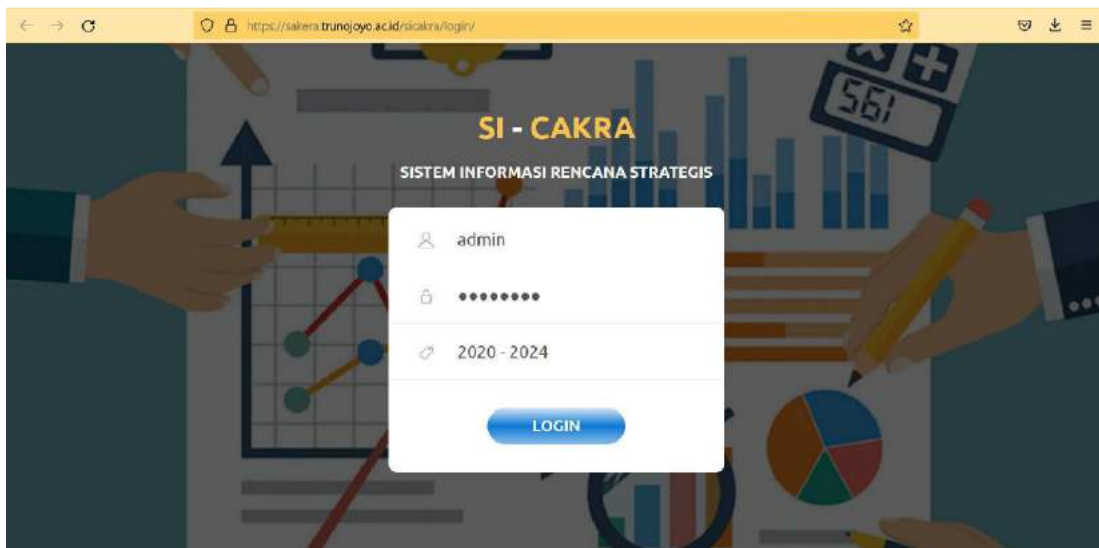 https://sakera.trunojoyo.ac.id/sicakra/login/
561
SI - CAKRA
SISTEM INFORMASI RENCANA STRATEGIS
admin
2020 - 2024
LOGIN